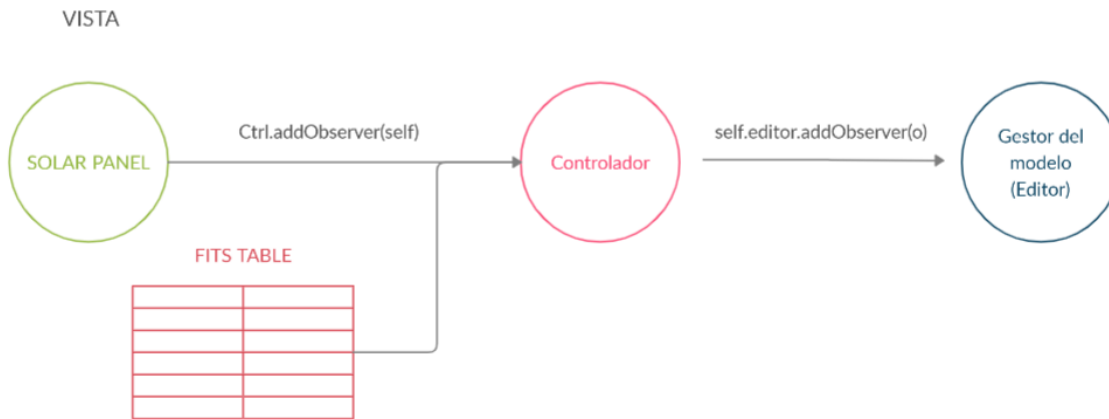 VISTA
Ctrl.addObserver(self)
self.editor.addObserver(o)
SOLAR PANEL
Controlador
Gestor del
modelo
(Editor)
FITS TABLE